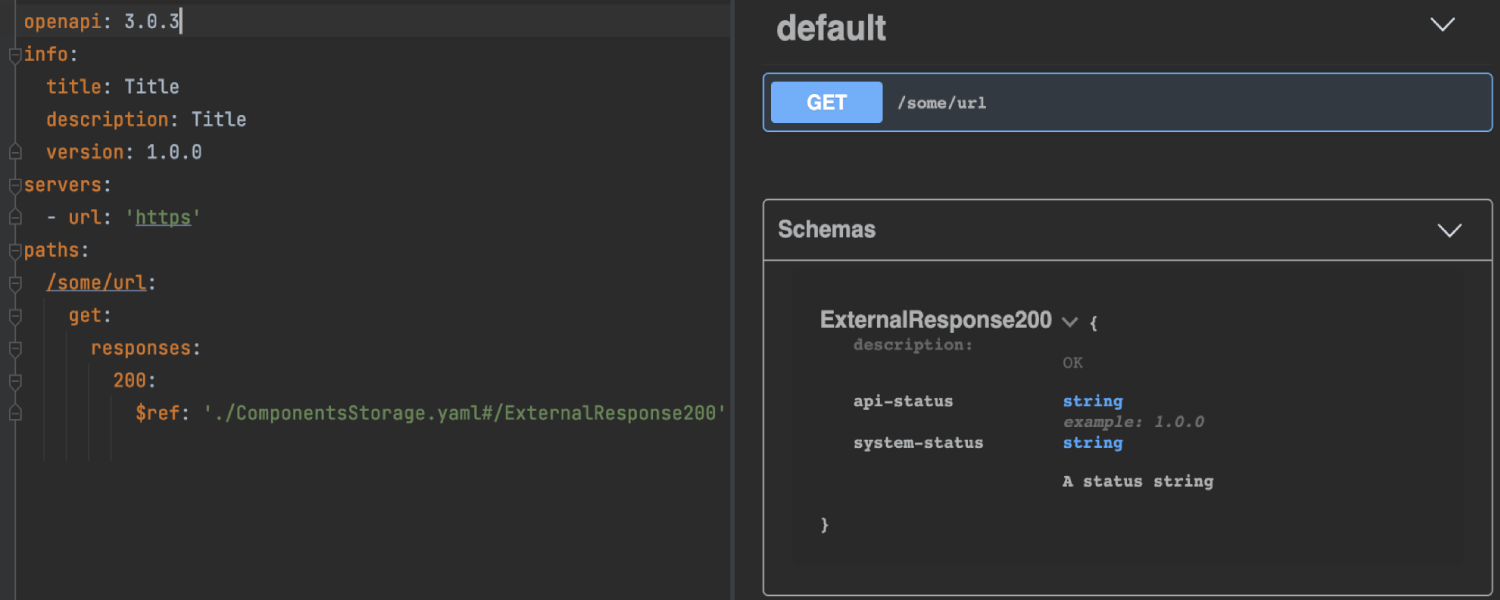 openapi: 3.0.3
info:
  title: Title
  description: Title
  version: 1.0.0
servers:
  - url: 'https'
paths:
  /some/url:
    get:
      responses:
        200:
          $ref: './ComponentsStorage.yaml#/ExternalResponse200'
default
GET /some/url
Schemas
ExternalResponse200 {
description:
OK
api-status string
example: 1.0.0
system-status string
A status string
}